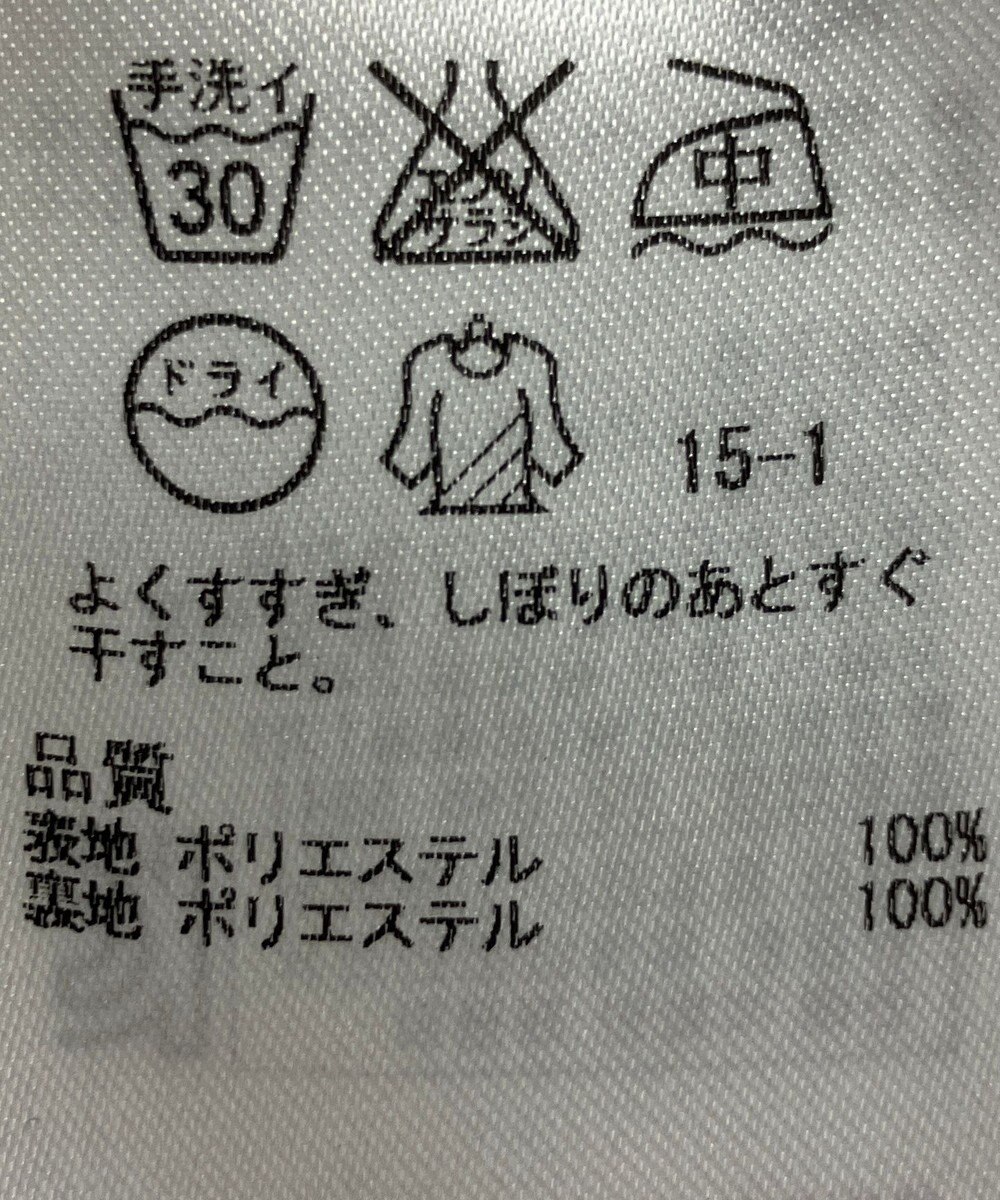 手洗イ
30
エンソ
サラシ
中
ドライ
15-1
よくすすぎ、しぼりのあとすぐ
干すこと。
品質
表地 ポリエステル 100%
裏地 ポリエステル 100%